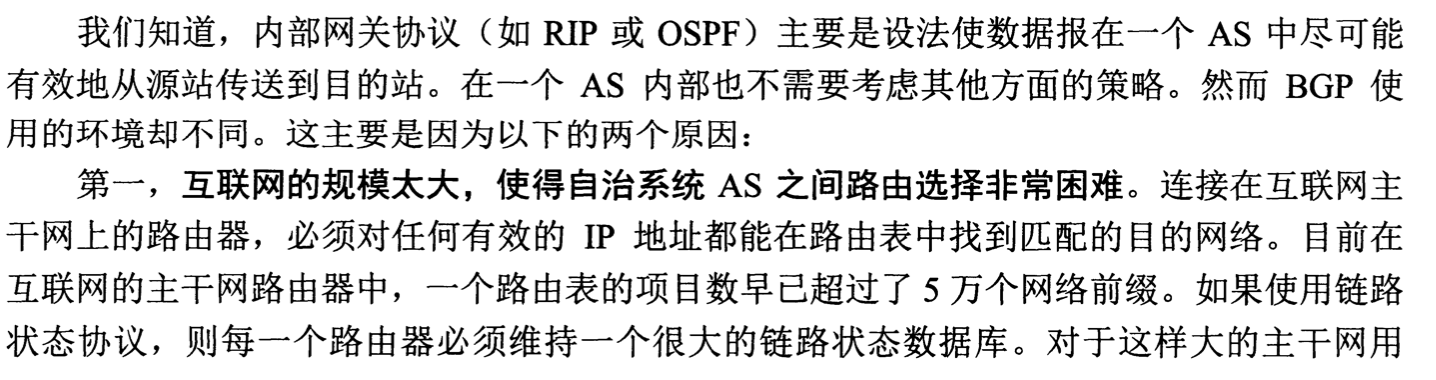 我们知道，内部网关协议（如 RIP 或 OSPF）主要是设法使数据报在一个 AS 中尽可能
有效地从源站传送到目的站。在一个 AS 内部也不需要考虑其他方面的策略。然而 BGP 使
用的环境却不同。这主要是因为以下的两个原因：
第一，互联网的规模太大，使得自治系统 AS 之间路由选择非常困难。连接在互联网主
干网上的路由器，必须对任何有效的 IP 地址都能在路由表中找到匹配的目的网络。目前在
互联网的主干网路由器中，一个路由表的项目数早已超过了 5 万个网络前缀。如果使用链路
状态协议，则每一个路由器必须维持一个很大的链路状态数据库。对于这样大的主干网用